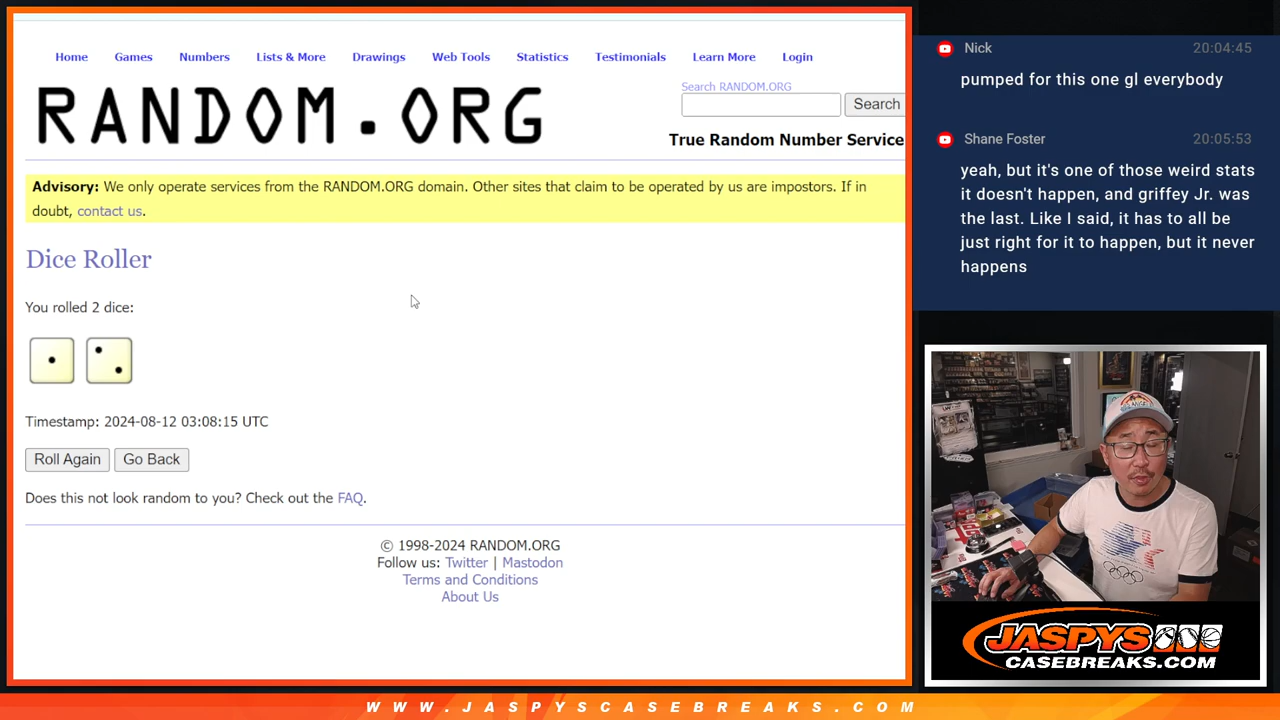 Home Games Numbers Lists & More Drawings Web Tools Statistics Testimonials Learn More Login
RANDOM.ORG
Search RANDOM.ORG
Search
True Random Number Service
Advisory: We only operate services from the RANDOM.ORG domain. Other sites that claim to be operated by us are impostors. If in
doubt, contact us.
Dice Roller
You rolled 2 dice:
Timestamp: 2024-08-12 03:08:15 UTC
Roll Again Go Back
Does this not look random to you? Check out the FAQ.
© 1998-2024 RANDOM.ORG
Follow us: Twitter | Mastodon
Terms and Conditions
About Us
Nick 20:04:45
pumped for this one gl everybody
Shane Foster 20:05:53
yeah, but it's one of those weird stats
it doesn't happen, and griffey Jr. was
the last. Like I said, it has to all be
just right for it to happen, but it never
happens
JASPYS
CASEBREAKS.COM
WWW.JASPYSCASEBREAKS.COM